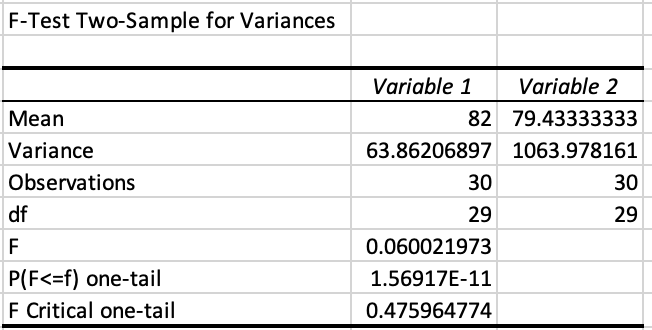 F-Test Two-Sample for Variances
Variable 1 Variable 2
Mean 82 79.43333333
Variance 63.86206897 1063.978161
Observations 30 30
df 29 29
F 0.060021973
P(F<=f) one-tail 1.56917E-11
F Critical one-tail 0.475964774